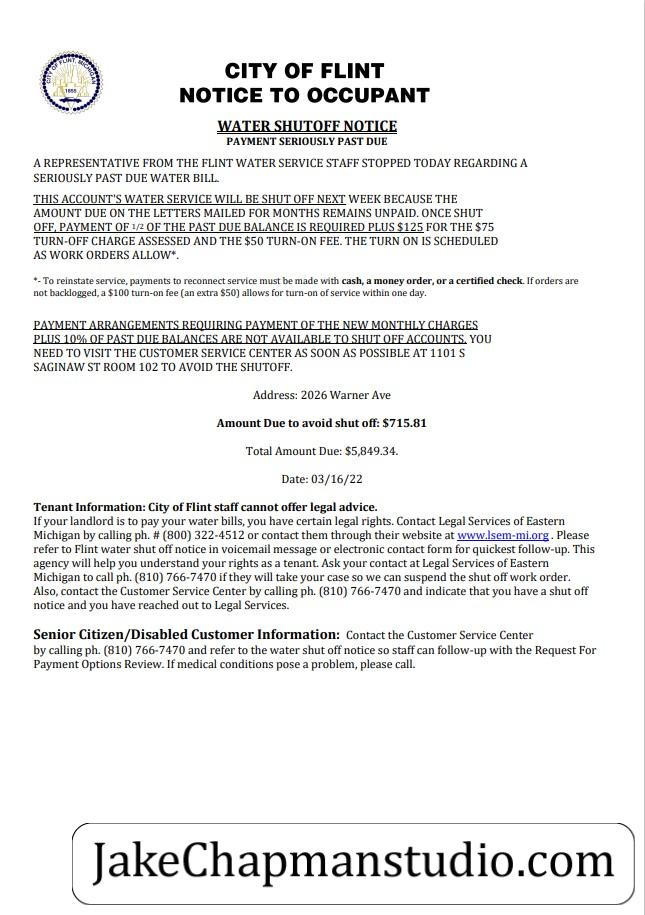 CITY OF FLINT, MICHIGAN
1855
CITY OF FLINT
NOTICE TO OCCUPANT
WATER SHUTOFF NOTICE
PAYMENT SERIOUSLY PAST DUE
A REPRESENTATIVE FROM THE FLINT WATER SERVICE STAFF STOPPED TODAY REGARDING A
SERIOUSLY PAST DUE WATER BILL.
THIS ACCOUNT'S WATER SERVICE WILL BE SHUT OFF NEXT WEEK BECAUSE THE
AMOUNT DUE ON THE LETTERS MAILED FOR MONTHS REMAINS UNPAID. ONCE SHUT
OFF, PAYMENT OF 1/2 OF THE PAST DUE BALANCE IS REQUIRED PLUS $125 FOR THE $75
TURN-OFF CHARGE ASSESSED AND THE $50 TURN-ON FEE. THE TURN ON IS SCHEDULED
AS WORK ORDERS ALLOW*.
*- To reinstate service, payments to reconnect service must be made with cash, a money order, or a certified check. If orders are
not backlogged, a $100 turn-on fee (an extra $50) allows for turn-on of service within one day.
PAYMENT ARRANGEMENTS REQUIRING PAYMENT OF THE NEW MONTHLY CHARGES
PLUS 10% OF PAST DUE BALANCES ARE NOT AVAILABLE TO SHUT OFF ACCOUNTS. YOU
NEED TO VISIT THE CUSTOMER SERVICE CENTER AS SOON AS POSSIBLE AT 1101 S
SAGINAW ST ROOM 102 TO AVOID THE SHUTOFF.
Address: 2026 Warner Ave
Amount Due to avoid shut off: $715.81
Total Amount Due: $5,849.34.
Date: 03/16/22
Tenant Information: City of Flint staff cannot offer legal advice.
If your landlord is to pay your water bills, you have certain legal rights. Contact Legal Services of Eastern
Michigan by calling ph. # (800) 322-4512 or contact them through their website at www.lsem-mi.org . Please
refer to Flint water shut off notice in voicemail message or electronic contact form for quickest follow-up. This
agency will help you understand your rights as a tenant. Ask your contact at Legal Services of Eastern
Michigan to call ph. (810) 766-7470 if they will take your case so we can suspend the shut off work order.
Also, contact the Customer Service Center by calling ph. (810) 766-7470 and indicate that you have a shut off
notice and you have reached out to Legal Services.
Senior Citizen/Disabled Customer Information: Contact the Customer Service Center
by calling ph. (810) 766-7470 and refer to the water shut off notice so staff can follow-up with the Request For
Payment Options Review. If medical conditions pose a problem, please call.
JakeChapmanstudio.com